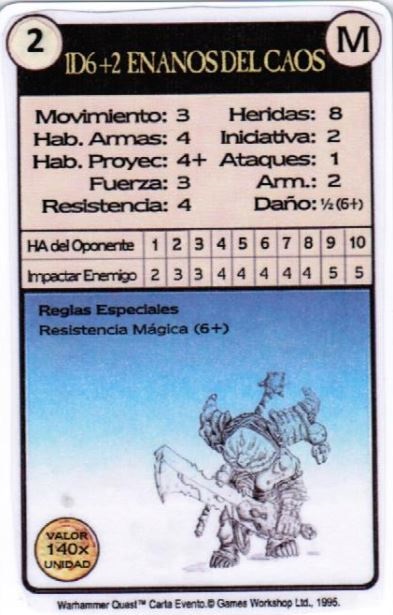 2
M
1D6+2 ENANOS DEL CAOS
Movimiento: 3 Heridas: 8
Hab. Armas: 4 Iniciativa: 2
Hab. Proyec: 4+ Ataques: 1
Fuerza: 3 Arm.: 2
Resistencia: 4 Daño: ½ (6+)
HA del Oponente 1 2 3 4 5 6 7 8 9 10
Impactar Enemigo 2 3 3 4 4 4 4 4 5 5
Reglas Especiales
Resistencia Mágica (6+)
VALOR
140x
UNIDAD
Warhammer Quest™ Carta Evento.© Games Workshop Ltd., 1995.